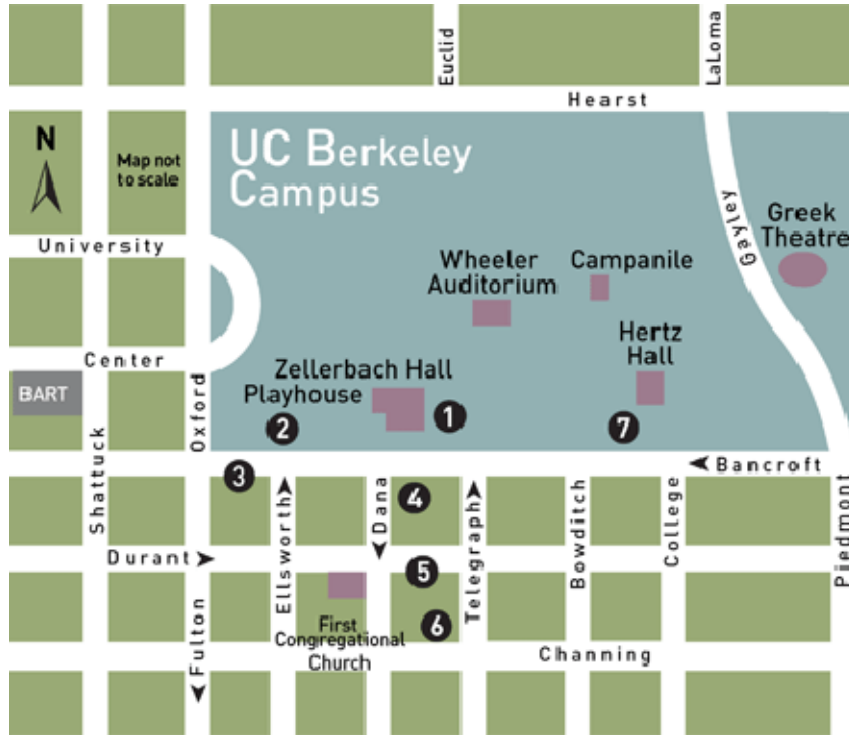 Euclid
LaLoma
Hearst
N
Map not
to scale
UC Berkeley
Campus
University
Gayley
Greek
Theatre
Wheeler
Auditorium
Campanile
Hertz
Hall
Center
Zellerbach Hall
Playhouse
BART
Oxford
1
2
7
Bancroft
3
4
Shattuck
Ellsworth
Dana
Telegraph
Bowditch
College
Piedmont
Durant
5
First
Congregational
Church
6
Fulton
Channing